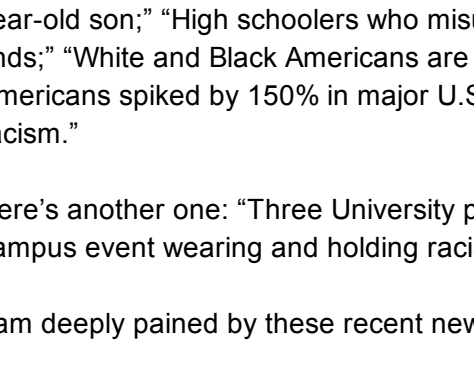 ear-old son;” “High schoolers who mis
nds;” “White and Black Americans are
mericans spiked by 150% in major U.S
acism.”
ere’s another one: “Three University p
ampus event wearing and holding raci
am deeply pained by these recent new